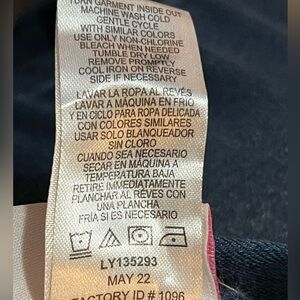 TURN GARMENT INSIDE OUT
MACHINE WASH COLD
GENTLE CYCLE
WITH SIMILAR COLORS
USE ONLY NON-CHLORINE
BLEACH WHEN NEEDED
TUMBLE DRY LOW
REMOVE PROMPTLY
COOL IRON ON REVERSE
SIDE IF NECESSARY
LAVAR LA ROPA AL REVÉS
LAVAR A MÁQUINA EN FRÍO
Y EN CICLO PARA ROPA DELICADA
CON COLORES SIMILARES
USAR SOLO BLANQUEADOR
SIN CLORO
CUANDO SEA NECESARIO
SECAR EN MÁQUINA A
TEMPERATURA BAJA
RETIRE IMMEDIATAMENTE
PLANCHAR AL REVÉS CON
UNA PLANCHA
FRÍA SI ES NECESARIO
LY135293
MAY 22
FACTORY ID # 1096